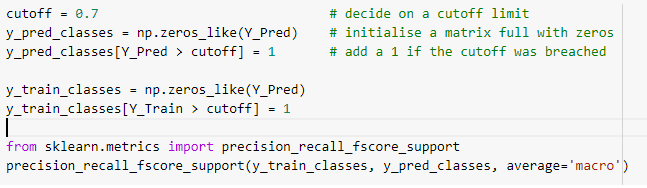 cutoff = 0.7 # decide on a cutoff limit
y_pred_classes = np.zeros_like(Y_Pred) # initialise a matrix full with zeros
y_pred_classes[Y_Pred > cutoff] = 1 # add a 1 if the cutoff was breached
y_train_classes = np.zeros_like(Y_Pred)
y_train_classes[Y_Train > cutoff] = 1
from sklearn.metrics import precision_recall_fscore_support
precision_recall_fscore_support(y_train_classes, y_pred_classes, average='macro')